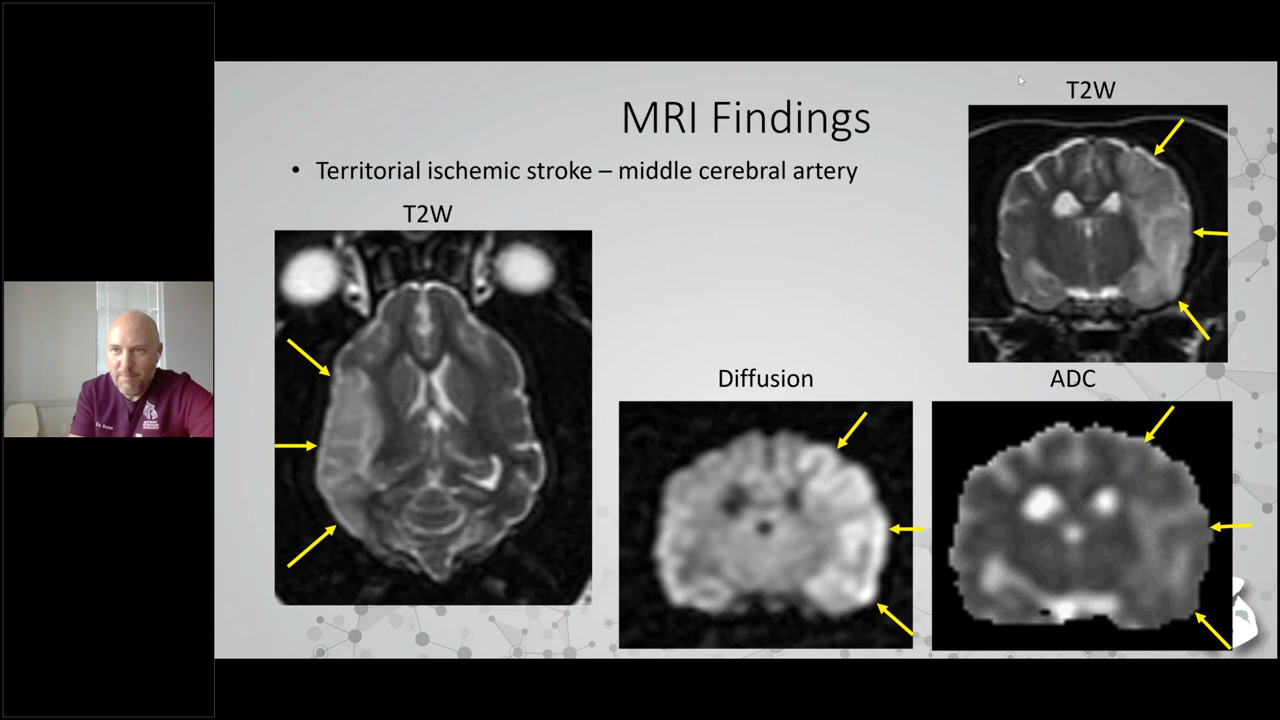 MRI Findings
• Territorial ischemic stroke – middle cerebral artery
T2W
T2W
Diffusion
ADC